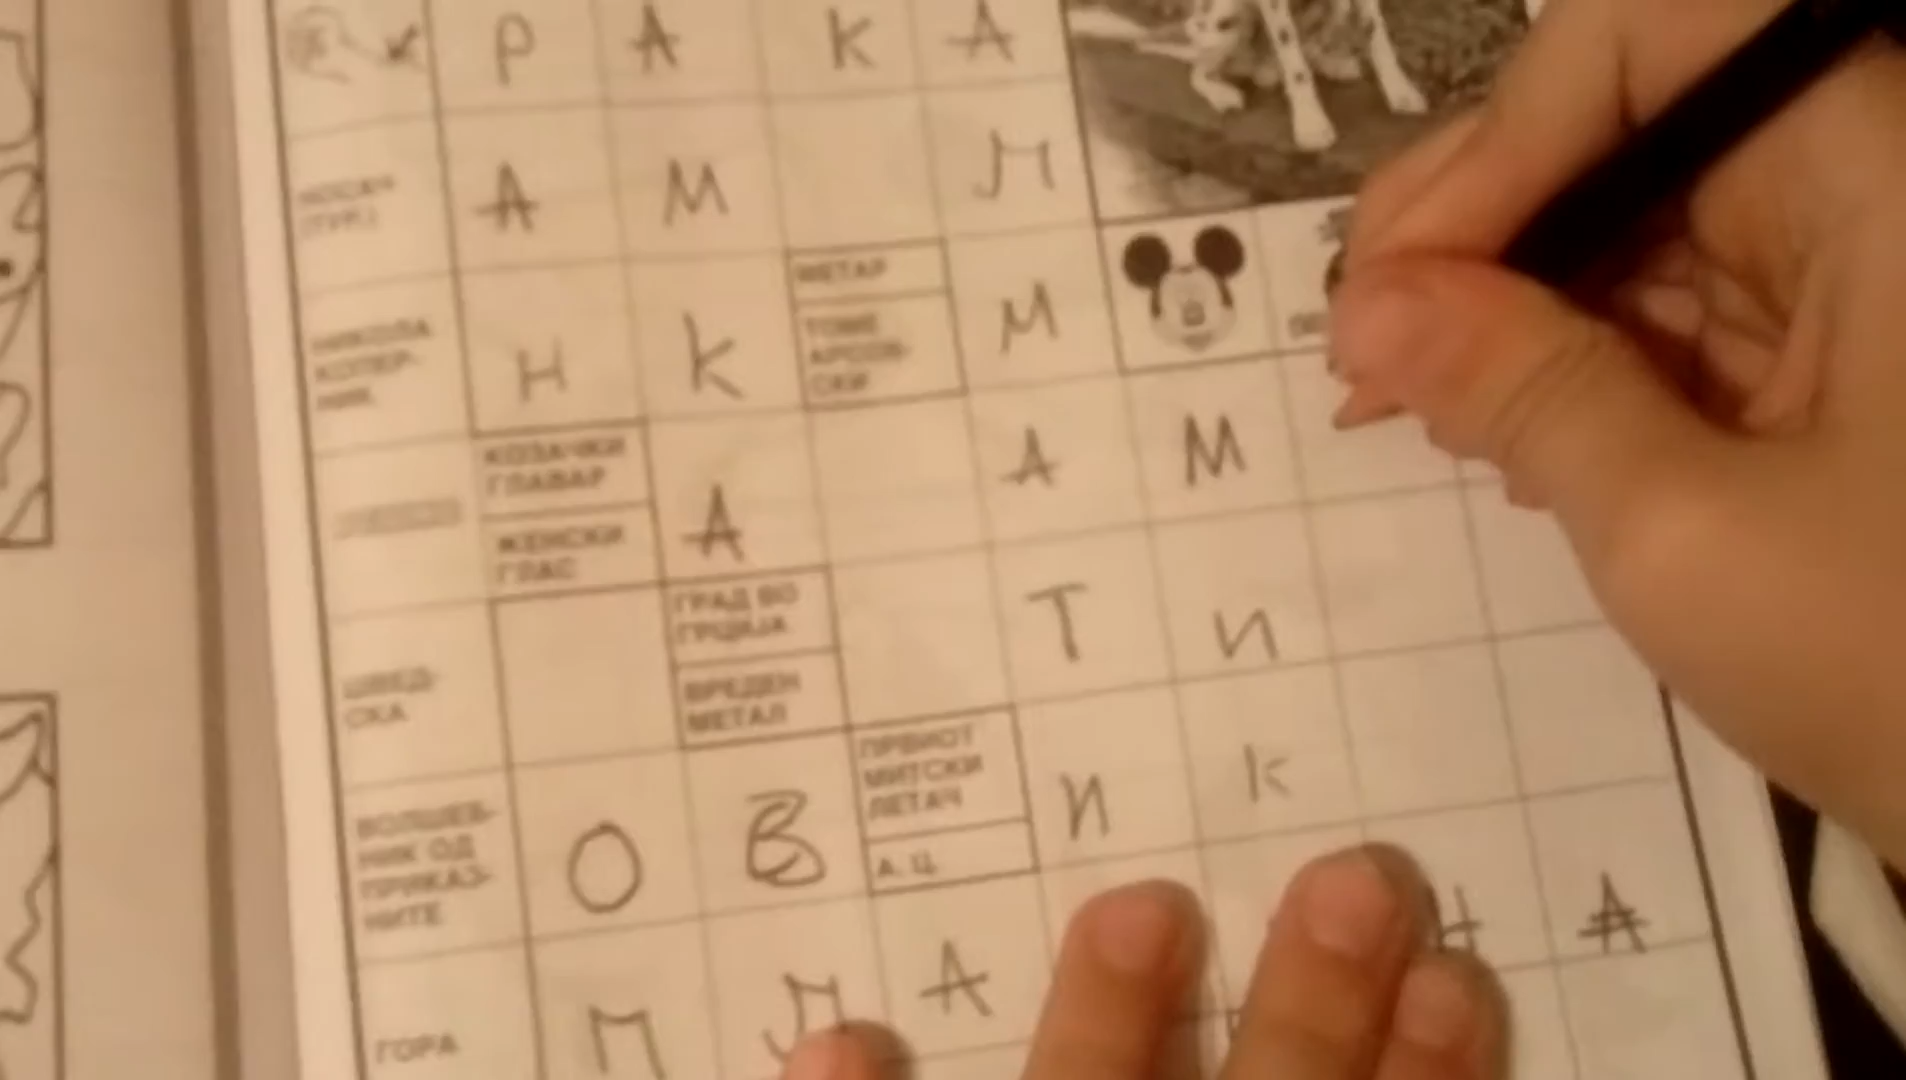 Р А К А
А М Л
НИКОЛА
КОПЕР-
НИК
Н К
МЕТАР
ТОМЕ
АРСОВ-
СКИ
М
КОЗАЧКИ
ГЛАВАР
ЖЕНСКИ
ГЛАС
А А М
ШВЕД-
СКА
ГРАД ВО
ГРЦИЈА
ВРЕДЕН
МЕТАЛ
Т И
ВОЛШЕБ-
НИК ОД
ПРИКАЗ-
НИТЕ
О В
ПРВИОТ
МИТСКИ
ЛЕТАЧ
А. Ц.
И К
ГОРА
П Л А Н А